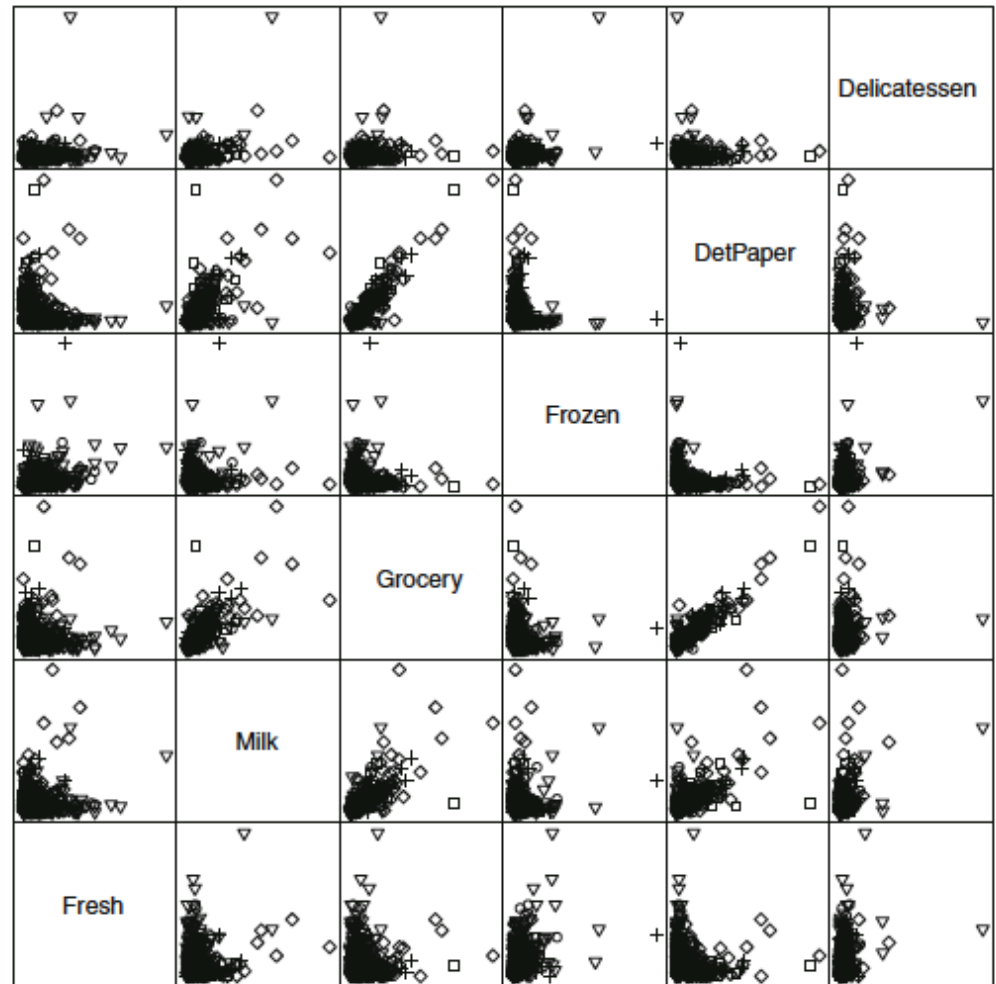 Delicatessen
DetPaper
Frozen
Grocery
Milk
Fresh